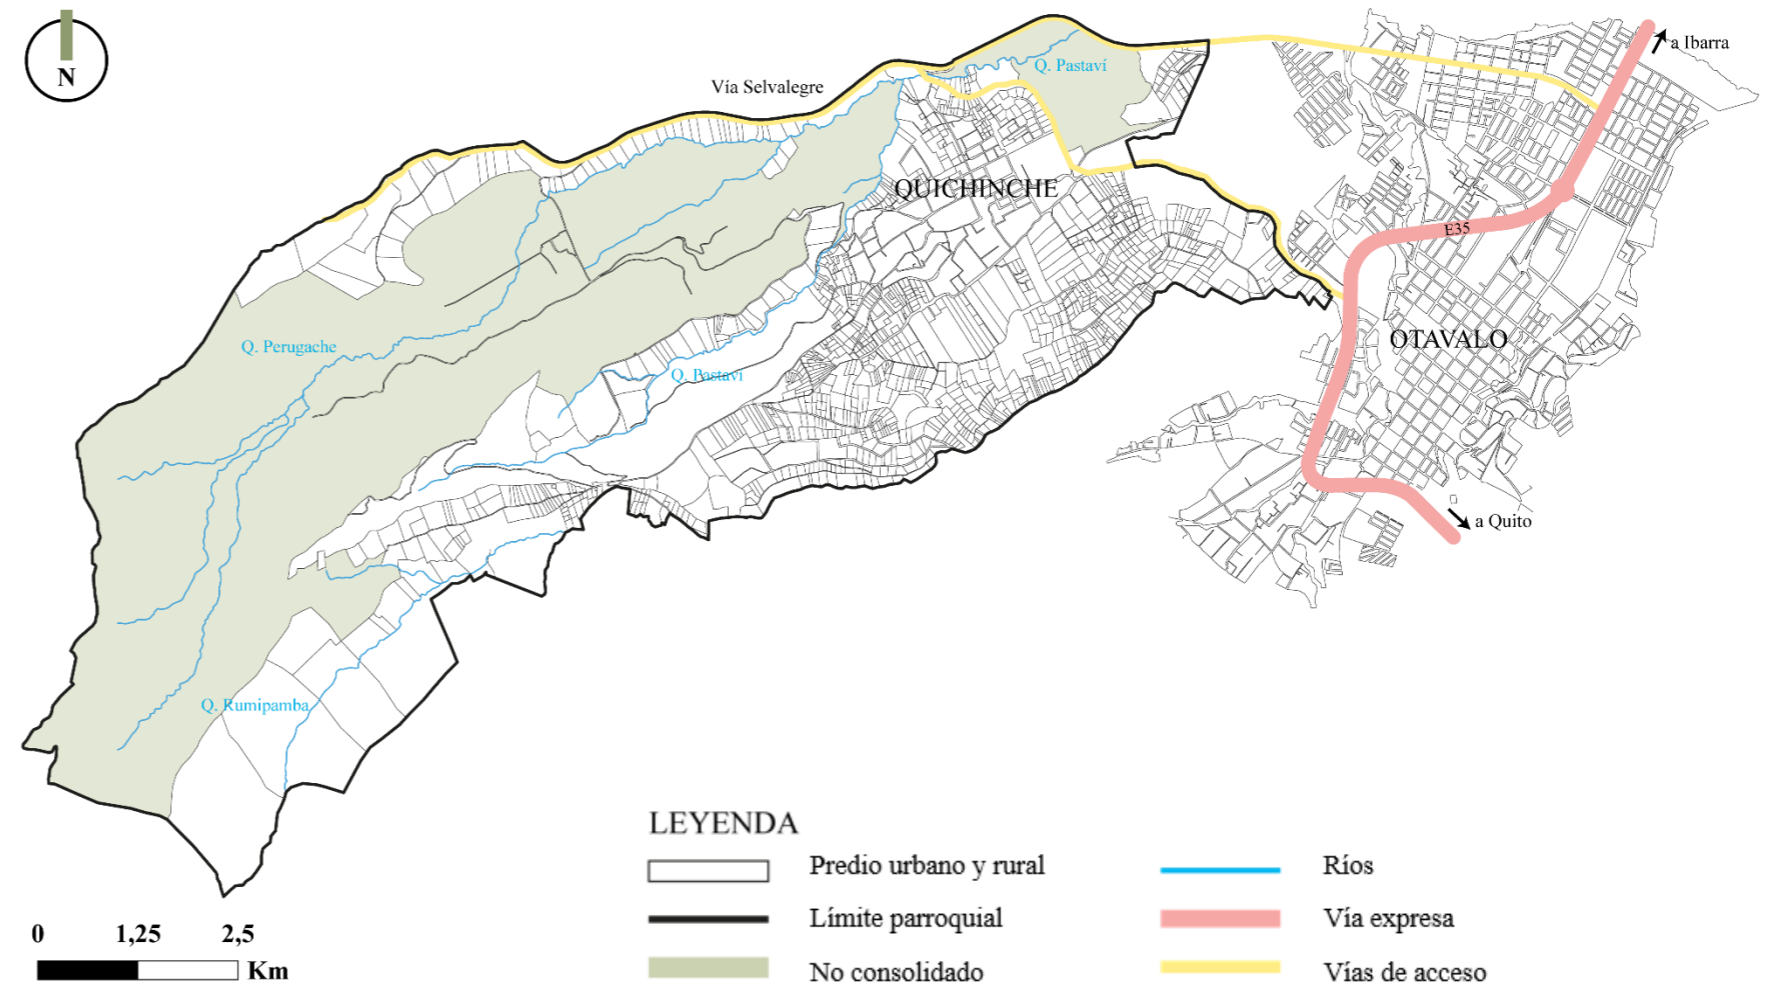 N
a Ibarra
Q. Pastaví
Vía Selvalegre
QUICHINCHE
E35
OTAVALO
Q. Perugache
Q. Pastaví
a Quito
Q. Rumipamba
LEYENDA
Predio urbano y rural
Límite parroquial
No consolidado
Ríos
Vía expresa
Vías de acceso
0 1,25 2,5
Km